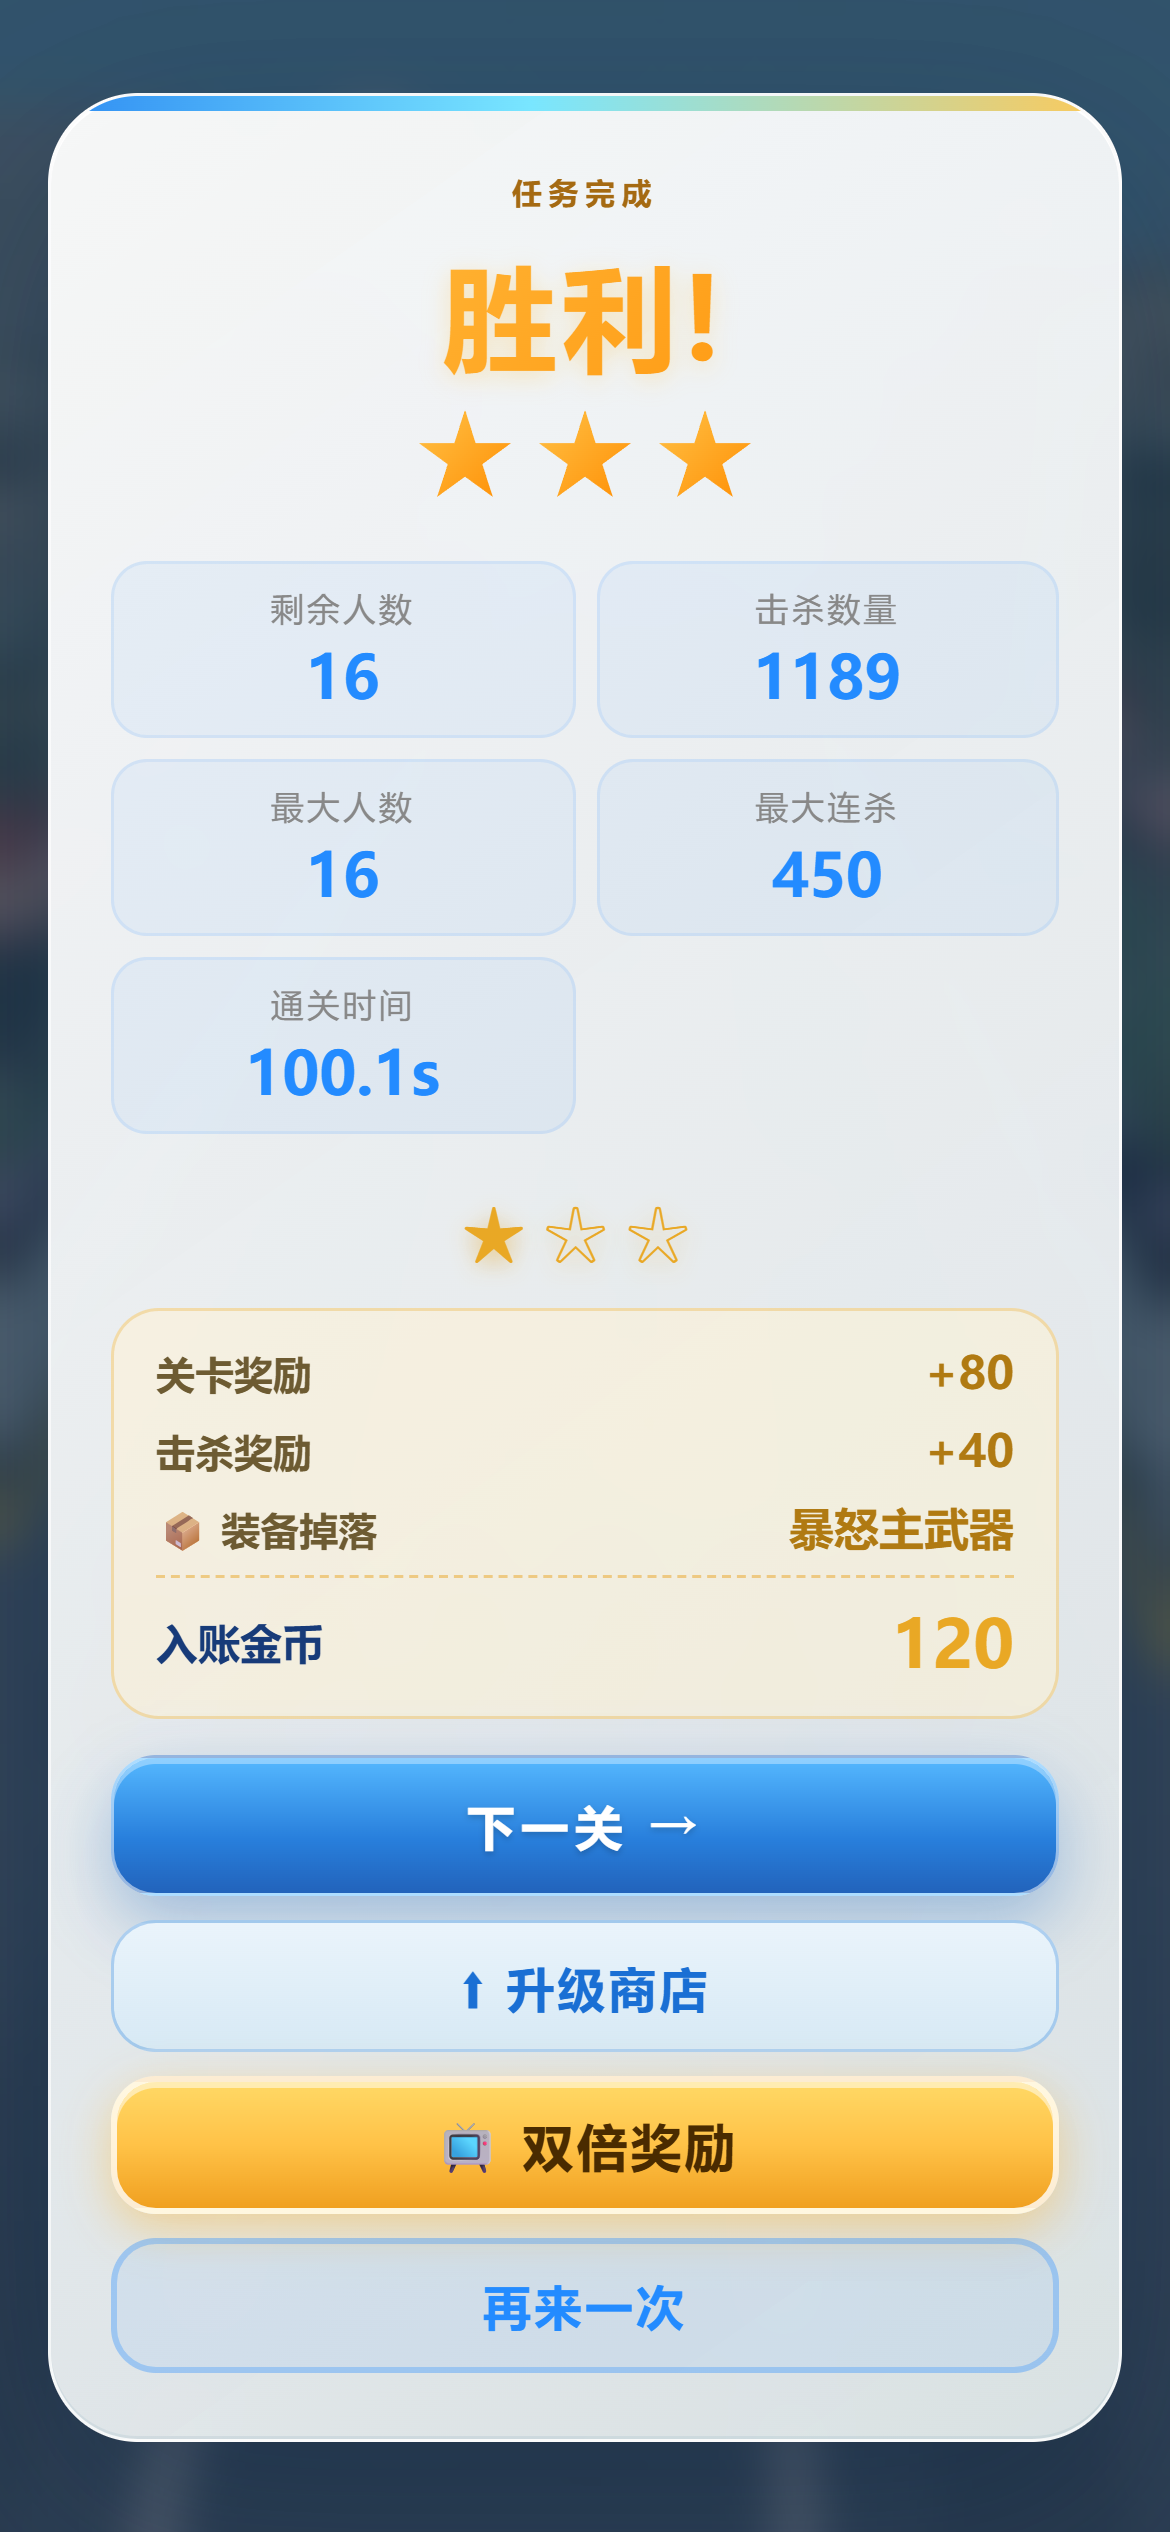 任务完成
胜利!
★ ★ ★
剩余人数
16
击杀数量
1189
最大人数
16
最大连杀
450
通关时间
100.1s
★ ☆ ☆
关卡奖励 +80
击杀奖励 +40
📦 装备掉落 暴怒主武器
入账金币 120
下一关 →
⬆ 升级商店
📺 双倍奖励
再来一次